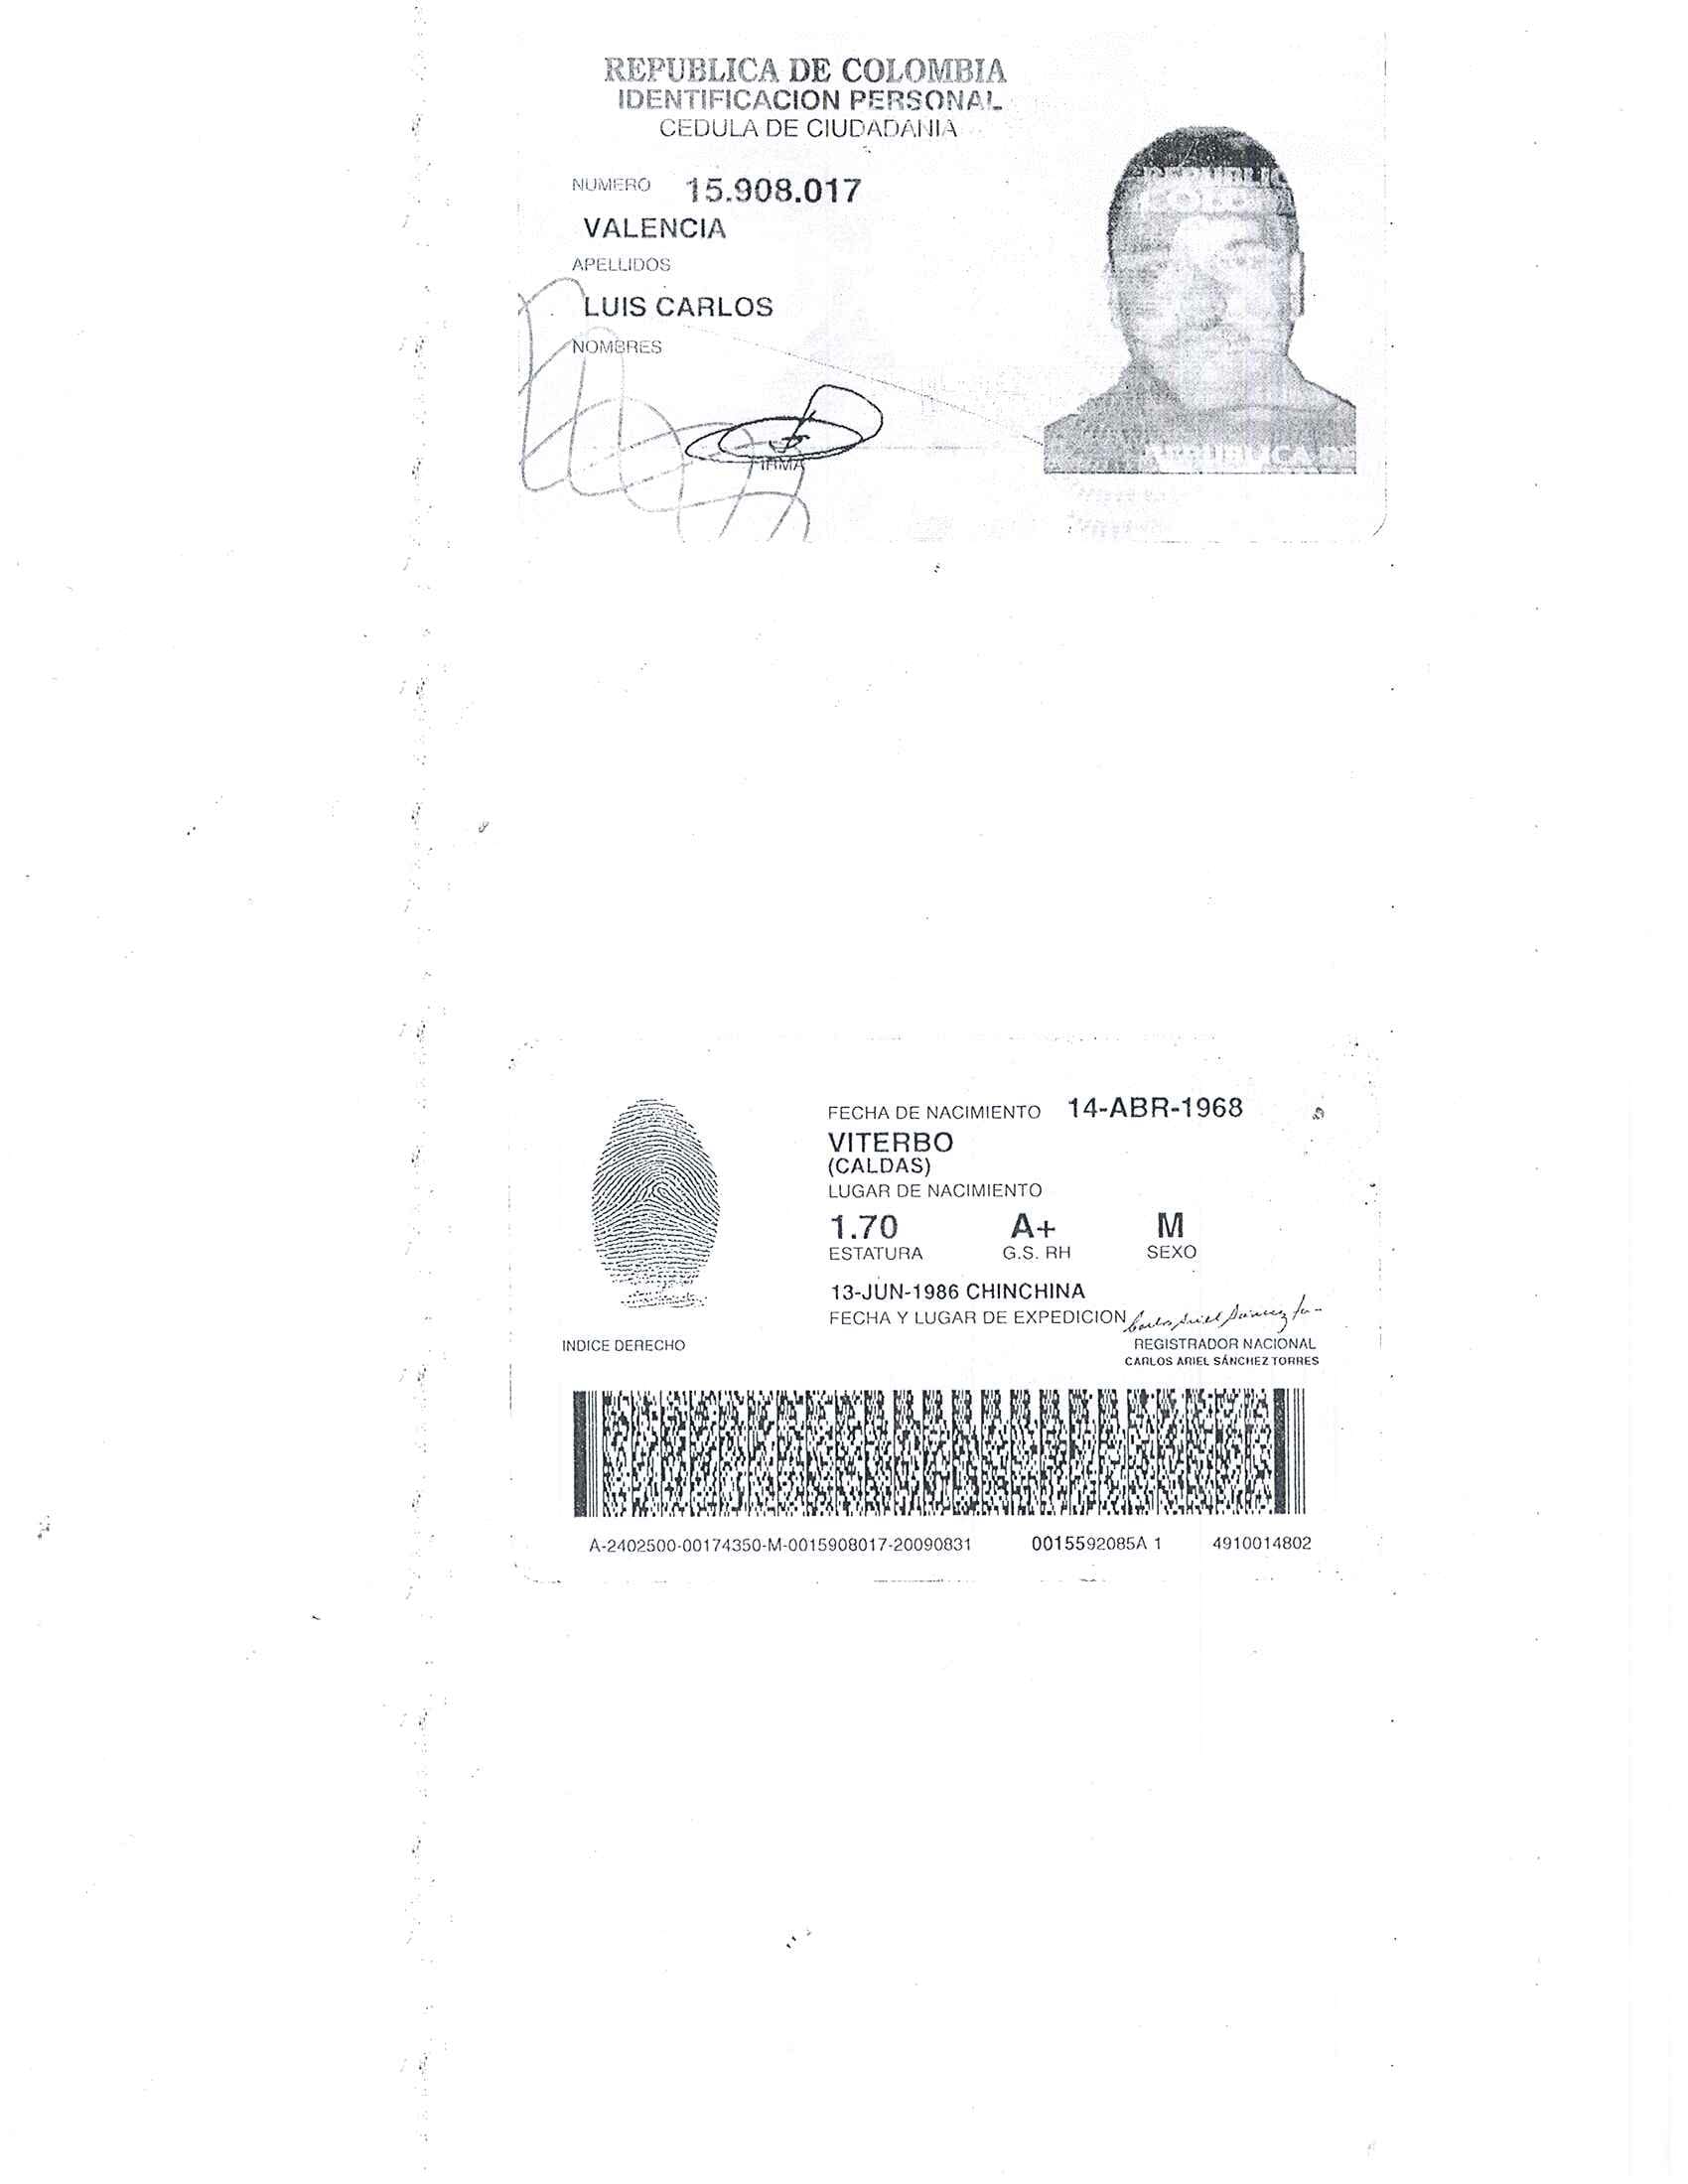 REPUBLICA DE COLOMBIA
IDENTIFICACION PERSONAL
CEDULA DE CIUDADANIA
NUMERO 15.908.017
VALENCIA
APELLIDOS
LUIS CARLOS
NOMBRES
REPUBLICA DE
FECHA DE NACIMIENTO 14-ABR-1968
VITERBO
(CALDAS)
LUGAR DE NACIMIENTO
1.70 A+ M
ESTATURA G.S. RH SEXO
13-JUN-1986 CHINCHINA
FECHA Y LUGAR DE EXPEDICION
INDICE DERECHO
REGISTRADOR NACIONAL
CARLOS ARIEL SÁNCHEZ TORRES
A-2402500-00174350-M-0015908017-20090831 0015592085A 1 4910014802